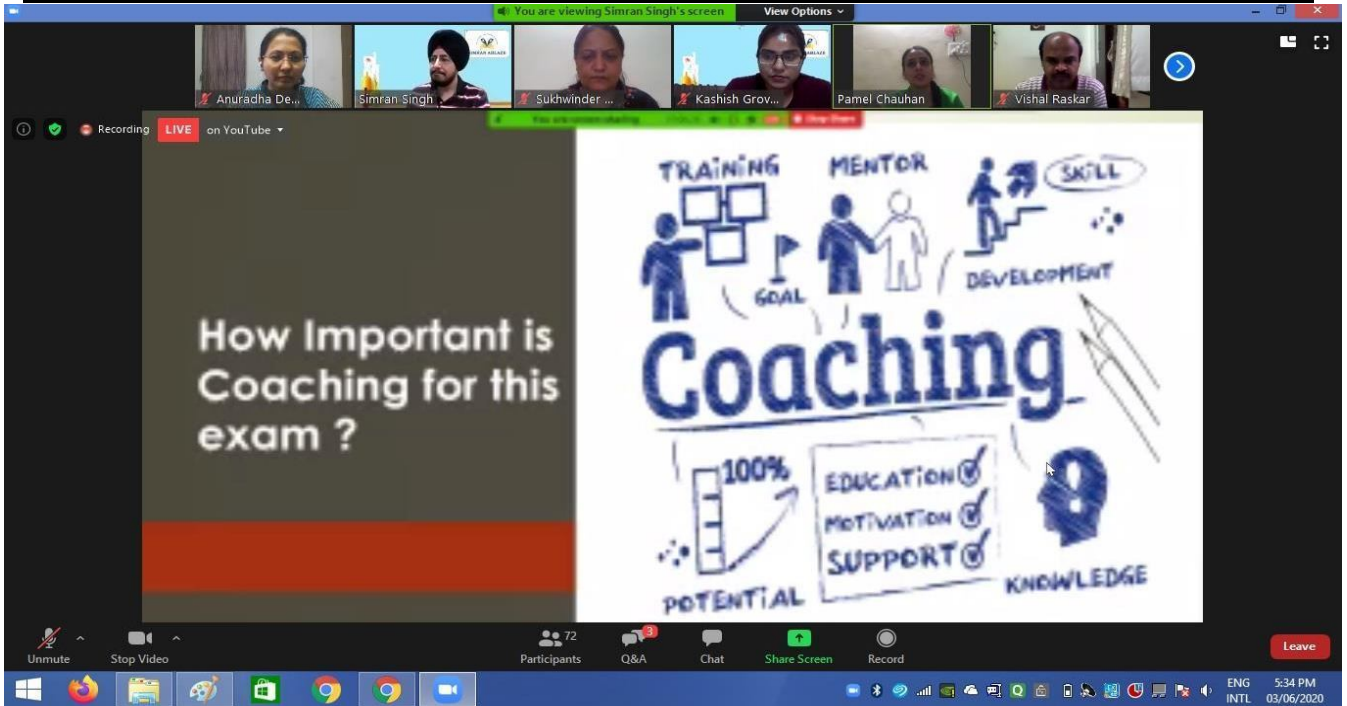 You are viewing Simran Singh's screen
View Options
Anuradha De...
Simran Singh
Sukhwinder ...
Kashish Grov...
Pamel Chauhan
Vishal Raskar
Recording
LIVE
on YouTube
Stop Share
TRAINING
MENTOR
SKILL
GOAL
DEVELOPMENT
How Important is
Coaching for this
exam ?
Coaching
100%
EDUCATION
MOTIVATION
SUPPORT
POTENTIAL
KNOWLEDGE
Unmute
Stop Video
72
Participants
3
Q&A
Chat
Share Screen
Record
Leave
ENG
INTL
5:34 PM
03/06/2020